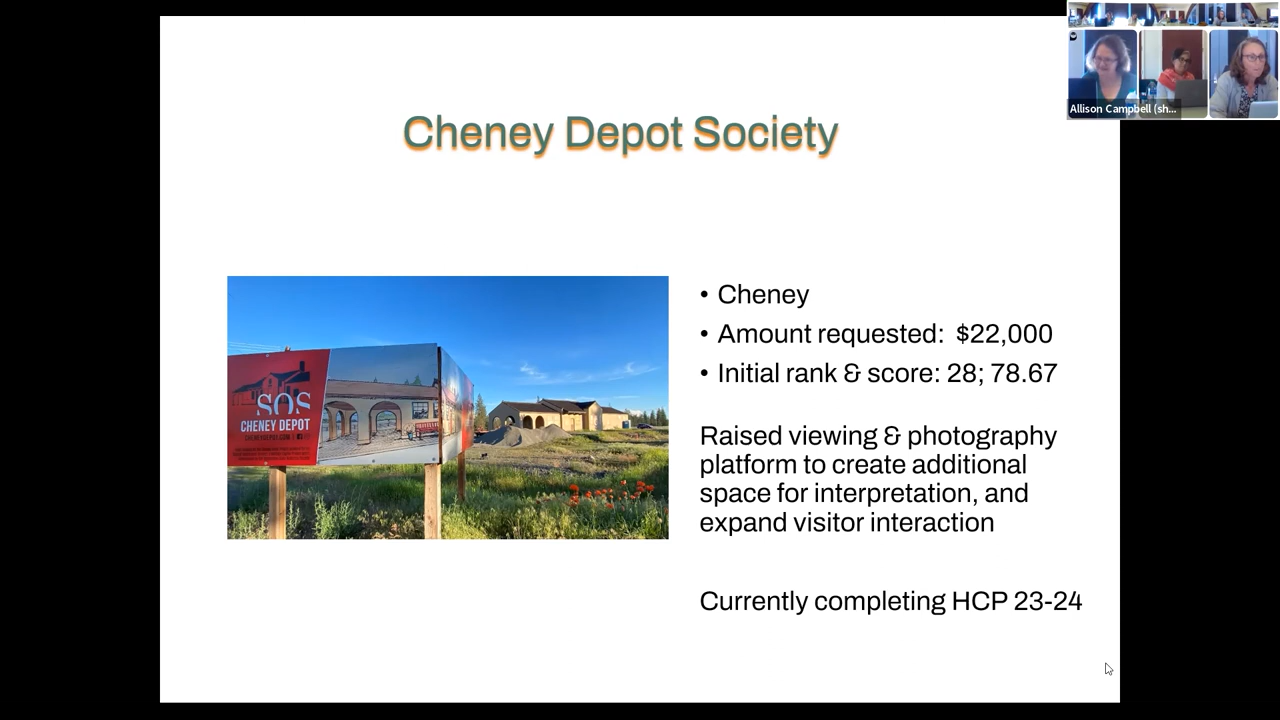 Cheney Depot Society
• Cheney
• Amount requested:  $22,000
• Initial rank & score: 28; 78.67
Raised viewing & photography
platform to create additional
space for interpretation, and
expand visitor interaction
Currently completing HCP 23-24
SOS
CHENEY DEPOT
CHENEYDEPOT.COM
Allison Campbell (sh...